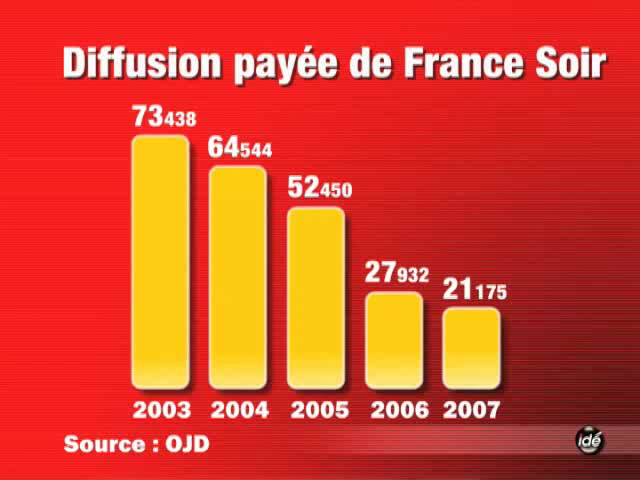 Diffusion payée de France Soir
73438
64544
52450
27932
21175
2003 2004 2005 2006 2007
Source : OJD
idé